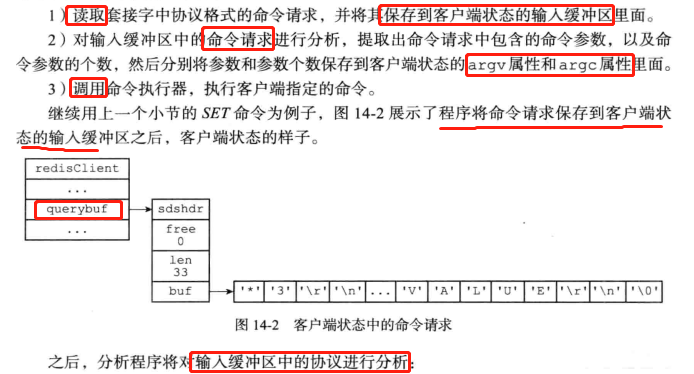 1）读取套接字中协议格式的命令请求，并将其保存到客户端状态的输入缓冲区里面。
2）对输入缓冲区中的命令请求进行分析，提取出命令请求中包含的命令参数，以及命
令参数的个数，然后分别将参数和参数个数保存到客户端状态的argv属性和argc属性里面。
3）调用命令执行器，执行客户端指定的命令。
继续用上一个小节的SET命令为例子，图14-2展示了程序将命令请求保存到客户端状
态的输入缓冲区之后，客户端状态的样子。
redisClient
...
querybuf
...
sdshdr
free
0
len
33
buf
'*' '3' '\r' '\n' ... 'V' 'A' 'L' 'U' 'E' '\r' '\n' '\0'
图14-2 客户端状态中的命令请求
之后，分析程序将对输入缓冲区中的协议进行分析：